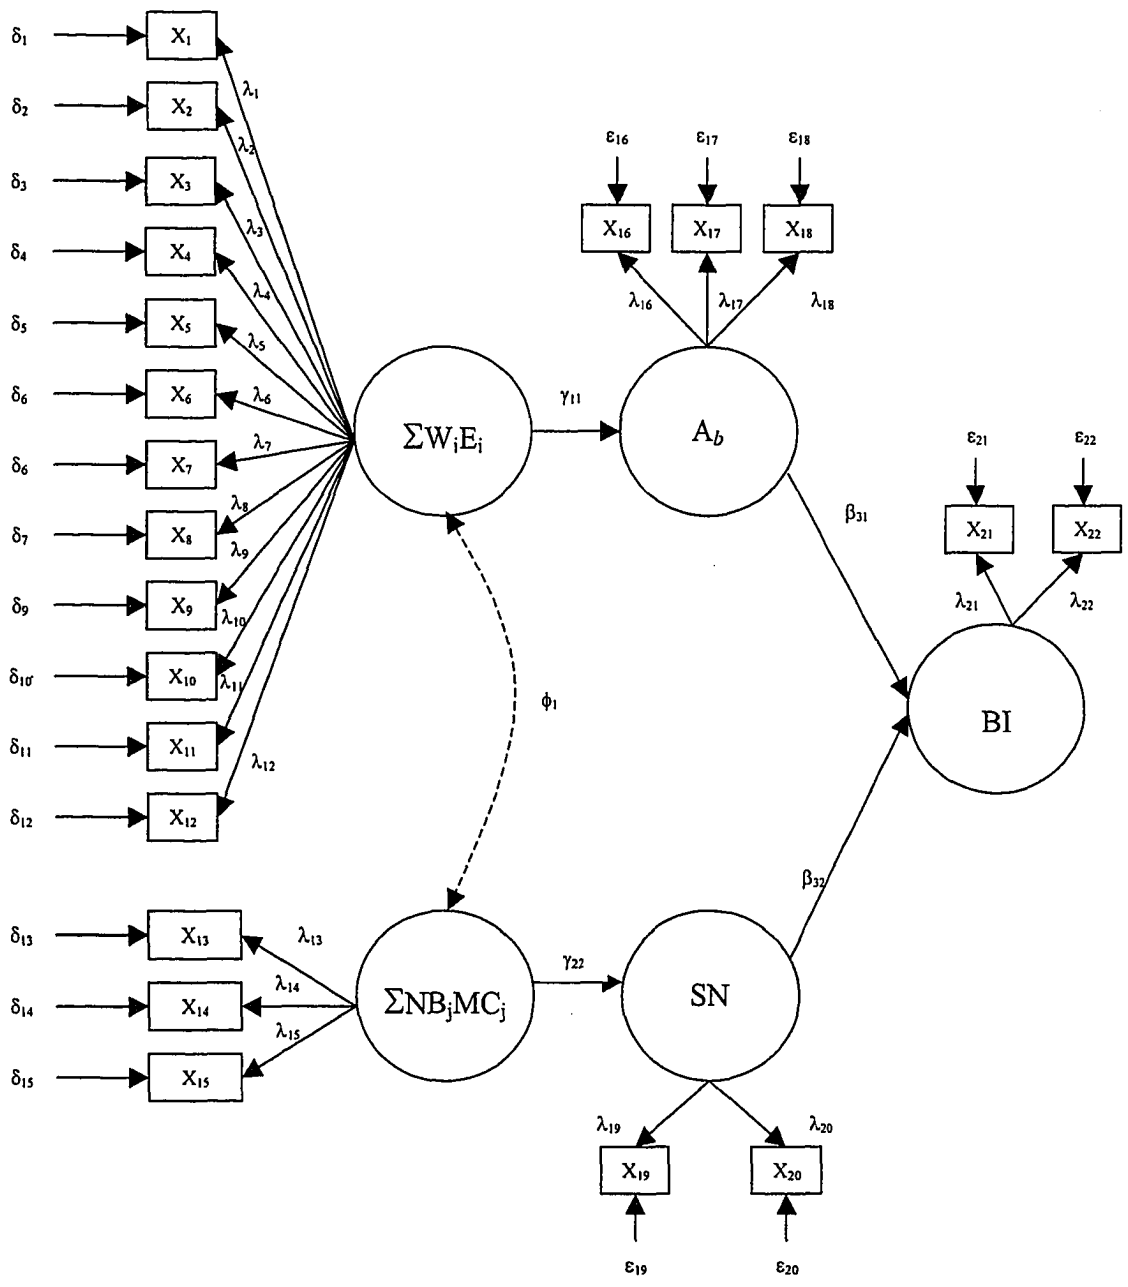 δ₁ X₁ λ₁
δ₂ X₂ λ₂
δ₃ X₃ λ₃
δ₄ X₄ λ₄
δ₅ X₅ λ₅
δ₆ X₆ λ₆
δ₆ X₇ λ₇
δ₇ X₈ λ₈
δ₉ X₉ λ₉
δ₁₀ X₁₀ λ₁₀
δ₁₁ X₁₁ λ₁₁
δ₁₂ X₁₂ λ₁₂
δ₁₃ X₁₃ λ₁₃
δ₁₄ X₁₄ λ₁₄
δ₁₅ X₁₅ λ₁₅
ΣWᵢEᵢ
ϕ₁
ΣNBⱼMCⱼ
γ₁₁
γ₂₂
ε₁₆ ε₁₇ ε₁₈
X₁₆ X₁₇ X₁₈
λ₁₆ λ₁₇ λ₁₈
A_b
SN
λ₁₉ λ₂₀
X₁₉ X₂₀
ε₁₉ ε₂₀
β₃₁
β₃₂
ε₂₁ ε₂₂
X₂₁ X₂₂
λ₂₁ λ₂₂
BI